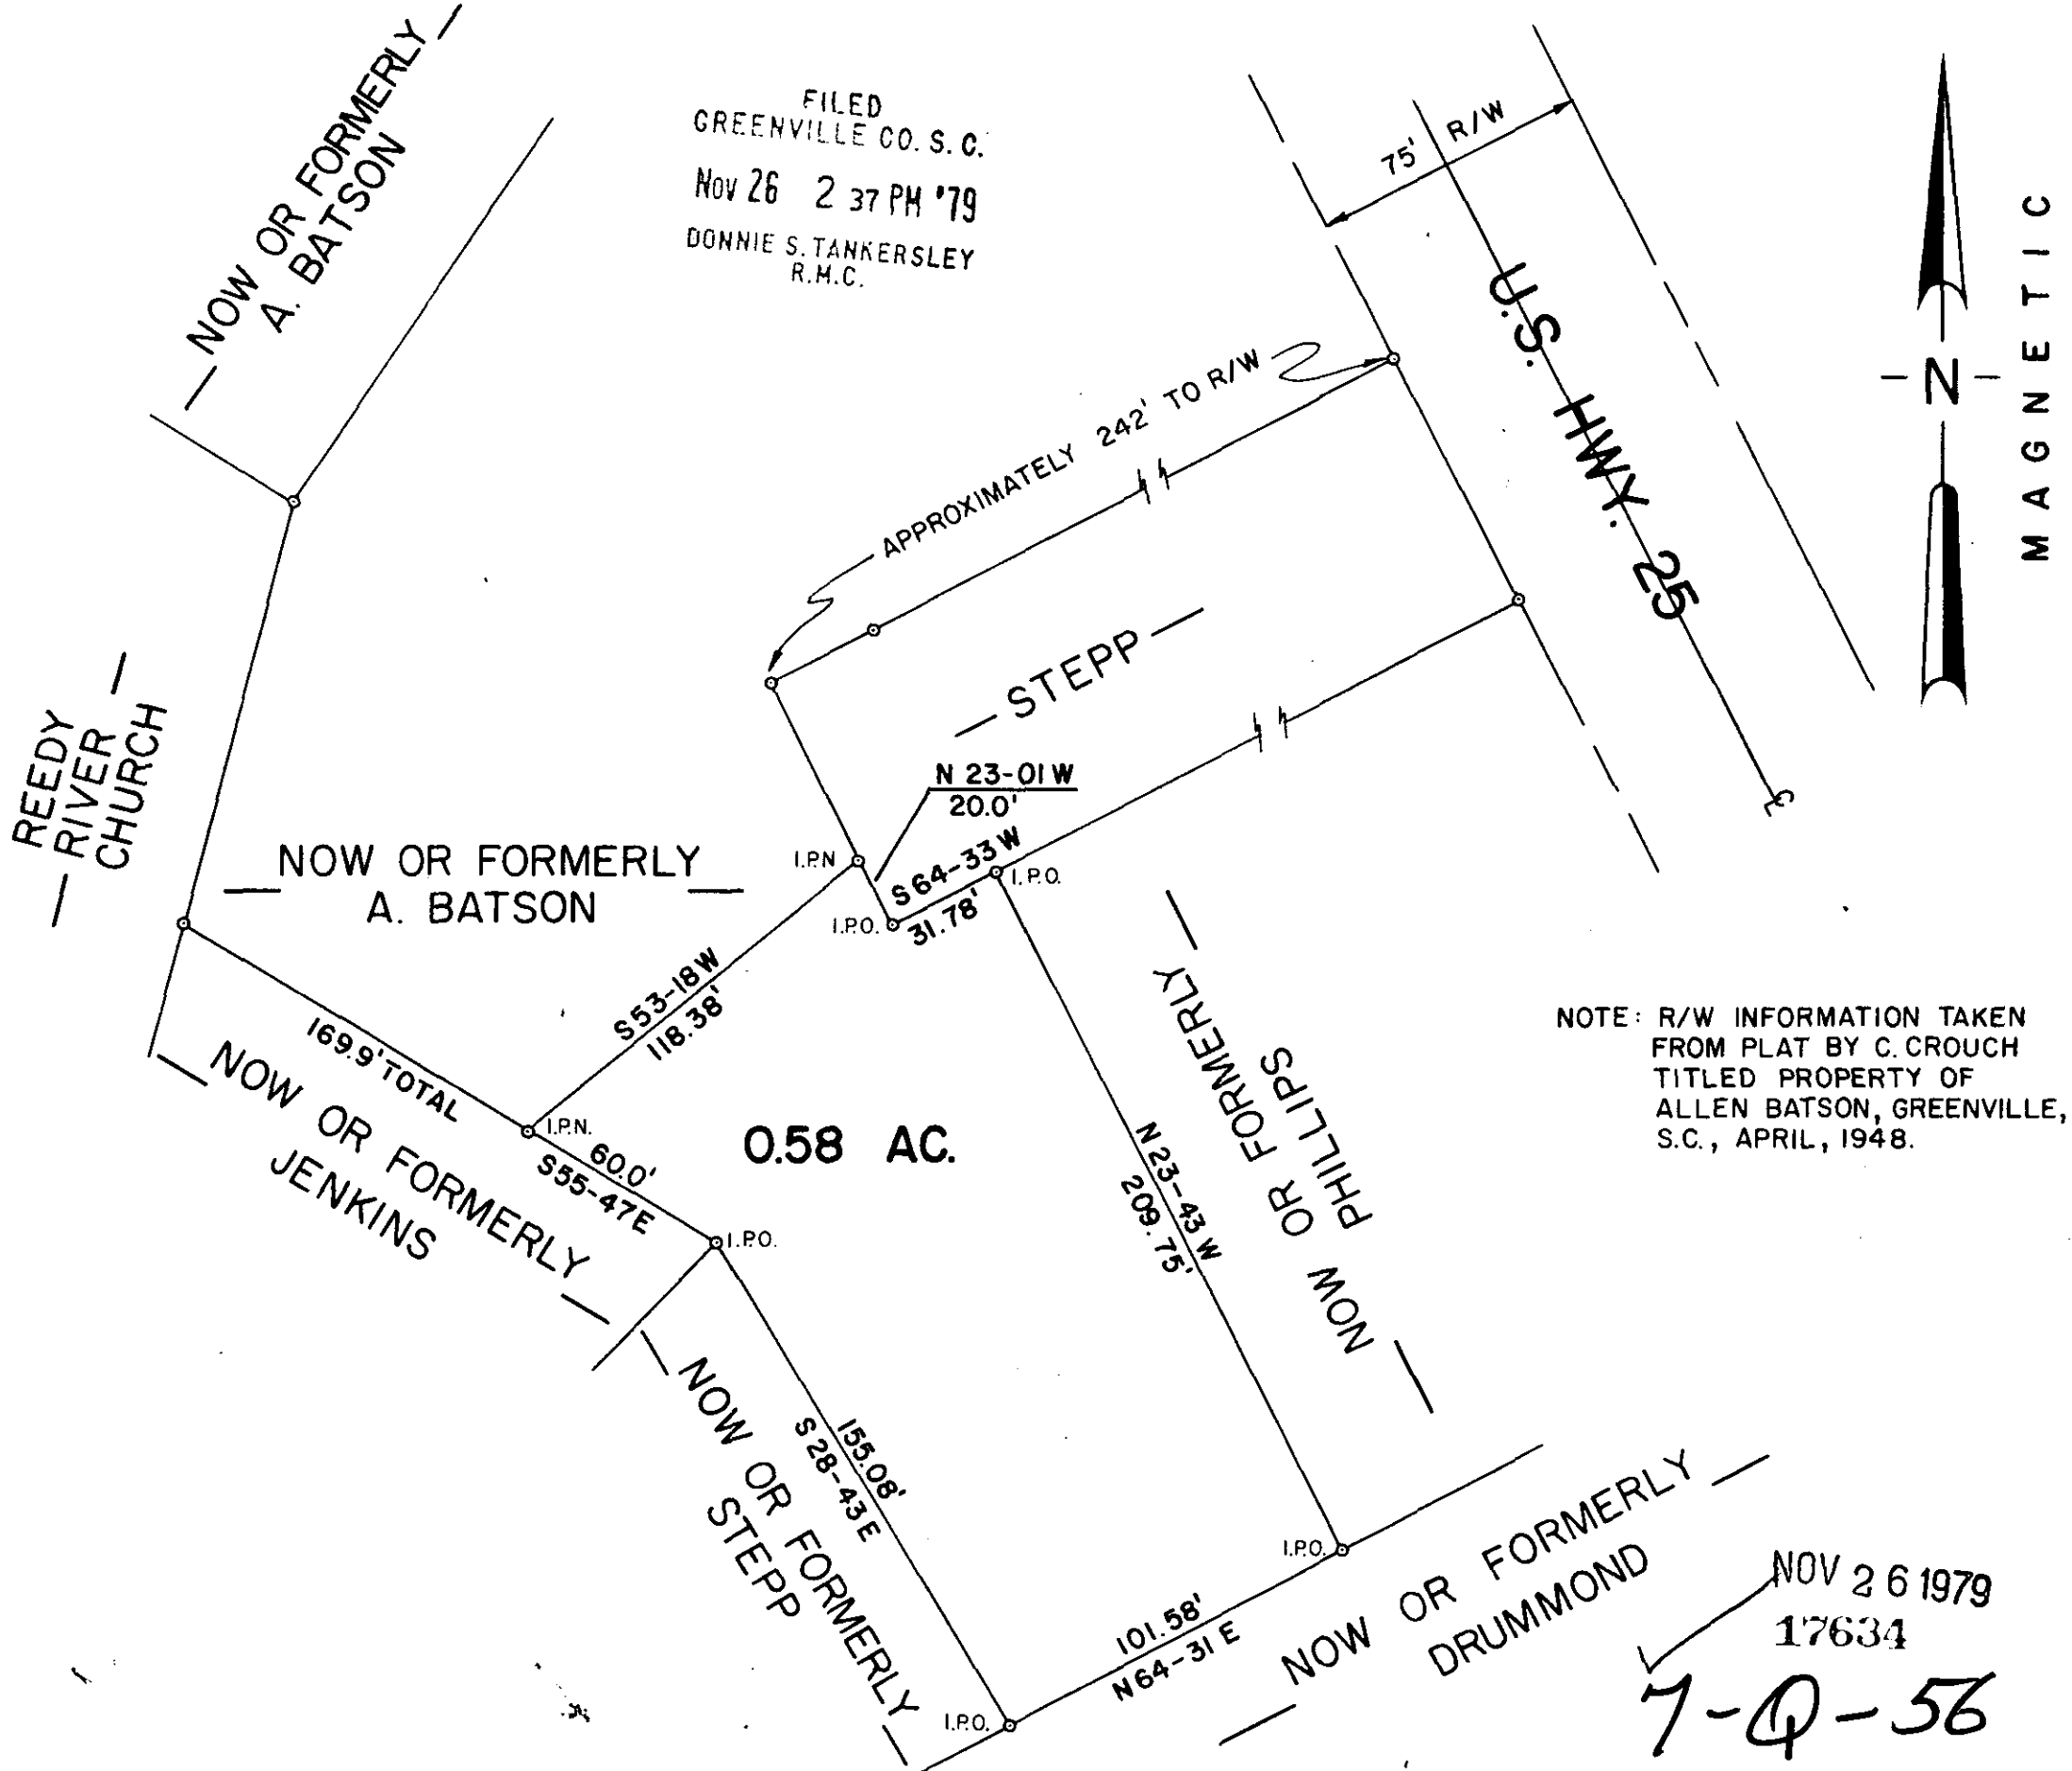 — NOW OR FORMERLY —
A. BATSON
FILED
GREENVILLE CO. S. C.
Nov 26 2 37 PM '79
DONNIE S. TANKERSLEY
R.M.C.
75' R/W
U.S. HWY. 25
- N -
MAGNETIC
APPROXIMATELY 242' TO R/W
— STEPP —
REEDY
— RIVER —
CHURCH
N 23-01 W
20.0'
— NOW OR FORMERLY —
A. BATSON
I.P.N
S 64-33 W
31.78'
I.P.O.
I.P.O.
S53-18W
118.38'
169.9' TOTAL
— NOW OR FORMERLY —
JENKINS
I.P.N.
60.0'
S55-47E
I.P.O.
0.58 AC.
N23-43 W
209.75'
— NOW OR FORMERLY —
PHILLIPS
NOTE: R/W INFORMATION TAKEN
FROM PLAT BY C. CROUCH
TITLED PROPERTY OF
ALLEN BATSON, GREENVILLE,
S.C., APRIL, 1948.
155.08'
S 28-43 E
— NOW OR FORMERLY —
STEPP
I.P.O.
I.P.O.
101.58'
N64-31 E
— NOW OR FORMERLY —
DRUMMOND
NOV 26 1979
17634
7-Q-56